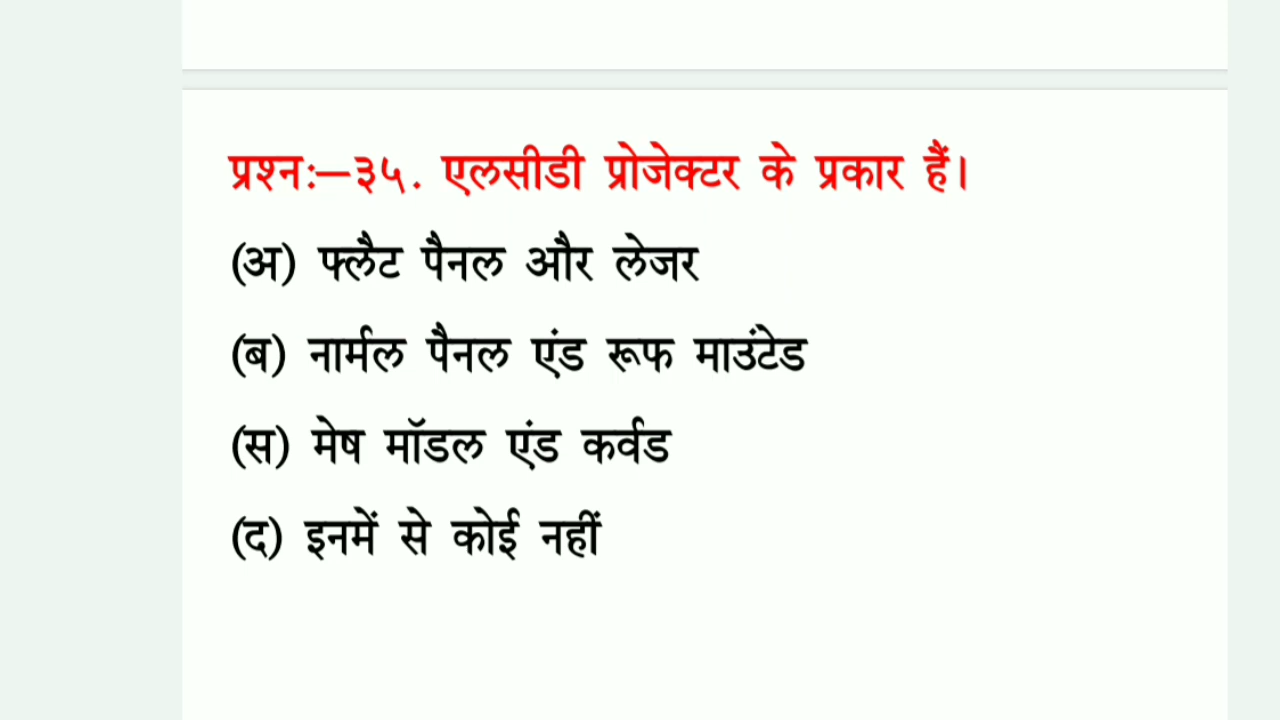 प्रश्नः–३५. एलसीडी प्रोजेक्टर के प्रकार हैं।
(अ) फ्लैट पैनल और लेजर
(ब) नार्मल पैनल एंड रूफ माउंटेड
(स) मेष मॉडल एंड कर्वड
(द) इनमें से कोई नहीं